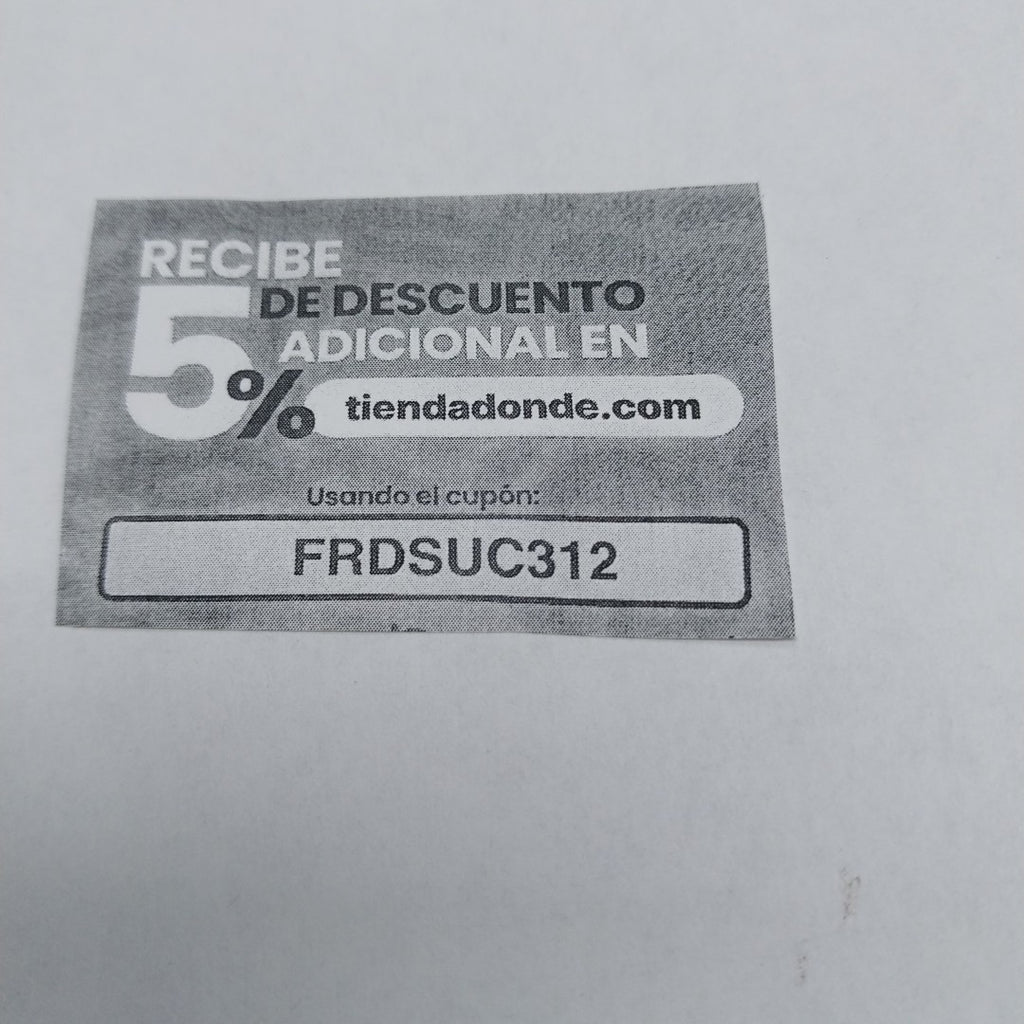 RECIBE
5% DE DESCUENTO
ADICIONAL EN
tiendadonde.com
Usando el cupón:
FRDSUC312